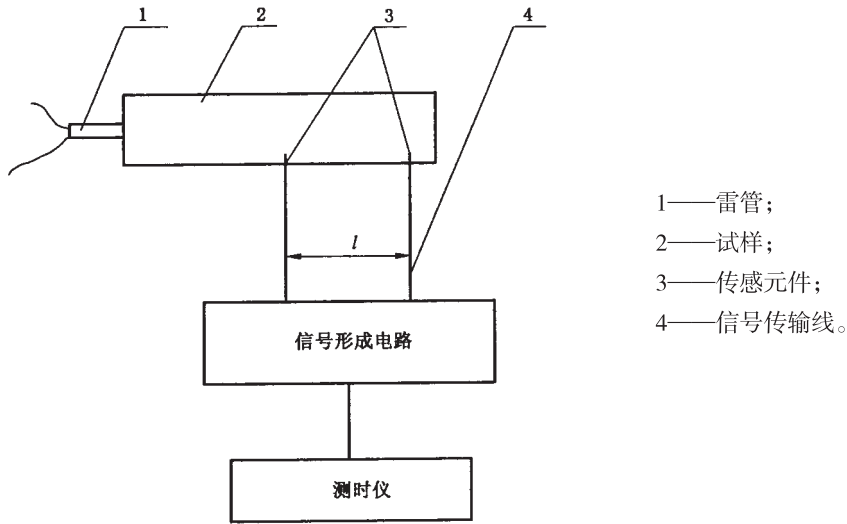 1 2 3 4
l
信号形成电路
测时仪
1——雷管；
2——试样；
3——传感元件；
4——信号传输线。